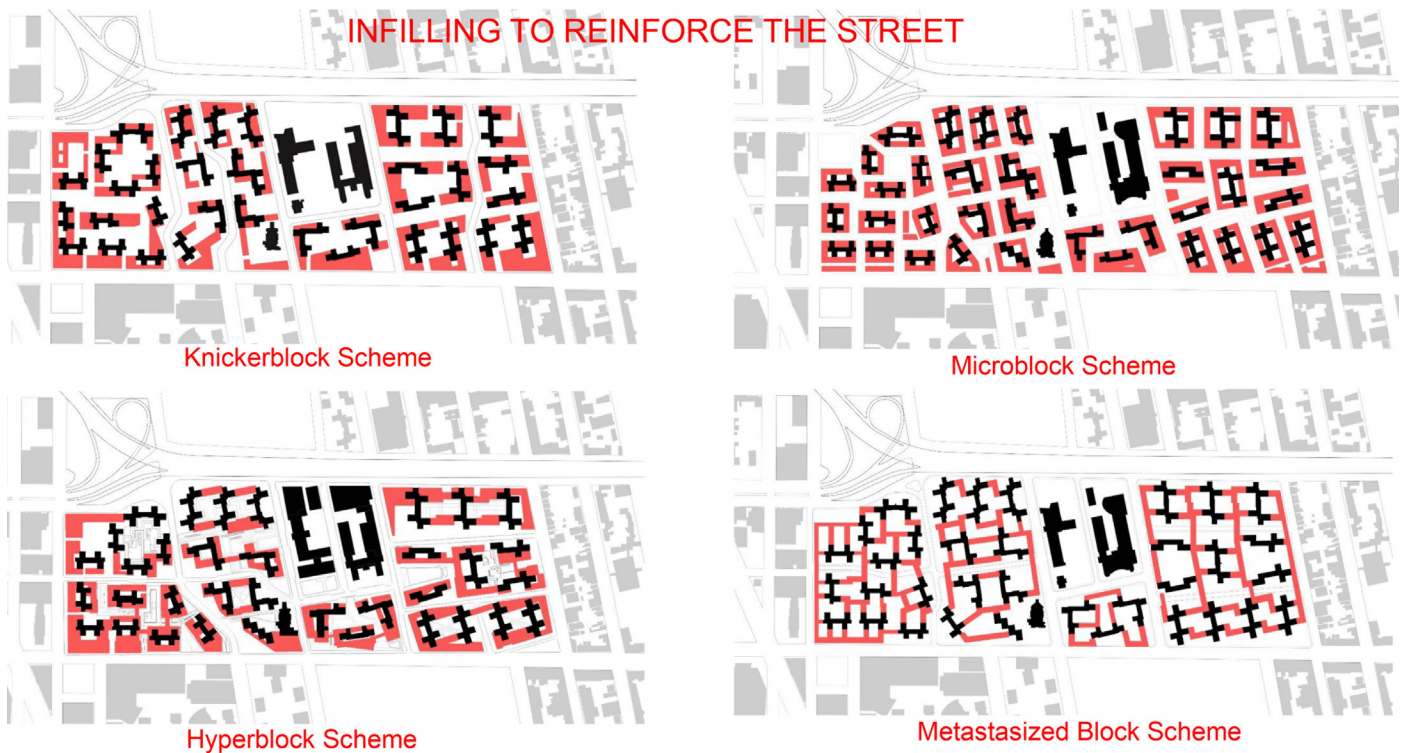 INFILLING TO REINFORCE THE STREET
Knickerblock Scheme
Microblock Scheme
Hyperblock Scheme
Metastasized Block Scheme